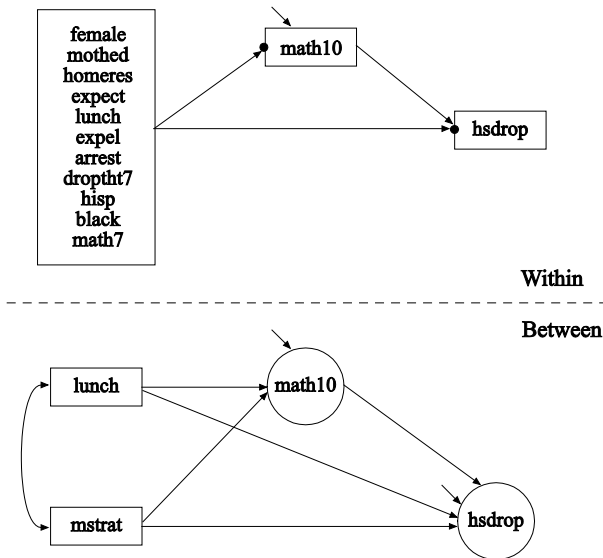 female
mothed
homeres
expect
lunch
expel
arrest
droptht7
hisp
black
math7
math10
hsdrop
Within
Between
lunch
math10
mstrat
hsdrop